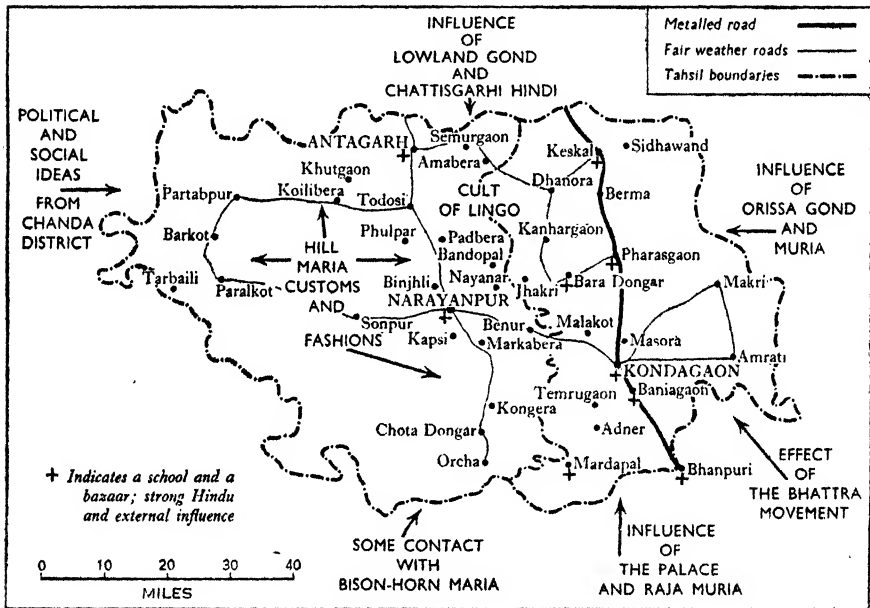 INFLUENCE
OF
LOWLAND GOND
AND
CHATTISGARHI HINDI
Metalled road
Fair weather roads
Tahsil boundaries
POLITICAL
AND
SOCIAL
IDEAS
FROM
CHANDA
DISTRICT
INFLUENCE
OF
ORISSA GOND
AND
MURIA
ANTAGARH
Semurgaon
Amabera
Keskal
Sidhawand
Khutgaon
Koilibera
Partabpur
Todosi
CULT
OF LINGO
Dhanora
Berma
Barkot
Phulpar
Padbera
Bandopal
Kanhargaon
Pharasgaon
HILL
MARIA
CUSTOMS
AND
FASHIONS
Tarbaili
Paralkot
Binjhli
Nayanar
Jhakri
Bara Dongar
Makri
NARAYANPUR
Sonpur
Benur
Malakot
Masora
Kapsi
Markabera
Amrati
KONDAGAON
Baniagaon
Temrugaon
Kongera
Adner
Chota Dongar
Orcha
Mardapal
Bhanpuri
+ Indicates a school and a
bazaar; strong Hindu
and external influence
EFFECT
OF
THE BHATTRA
MOVEMENT
SOME CONTACT
WITH
BISON-HORN MARIA
INFLUENCE
OF
THE PALACE
AND RAJA MURIA
0 10 20 30 40
MILES